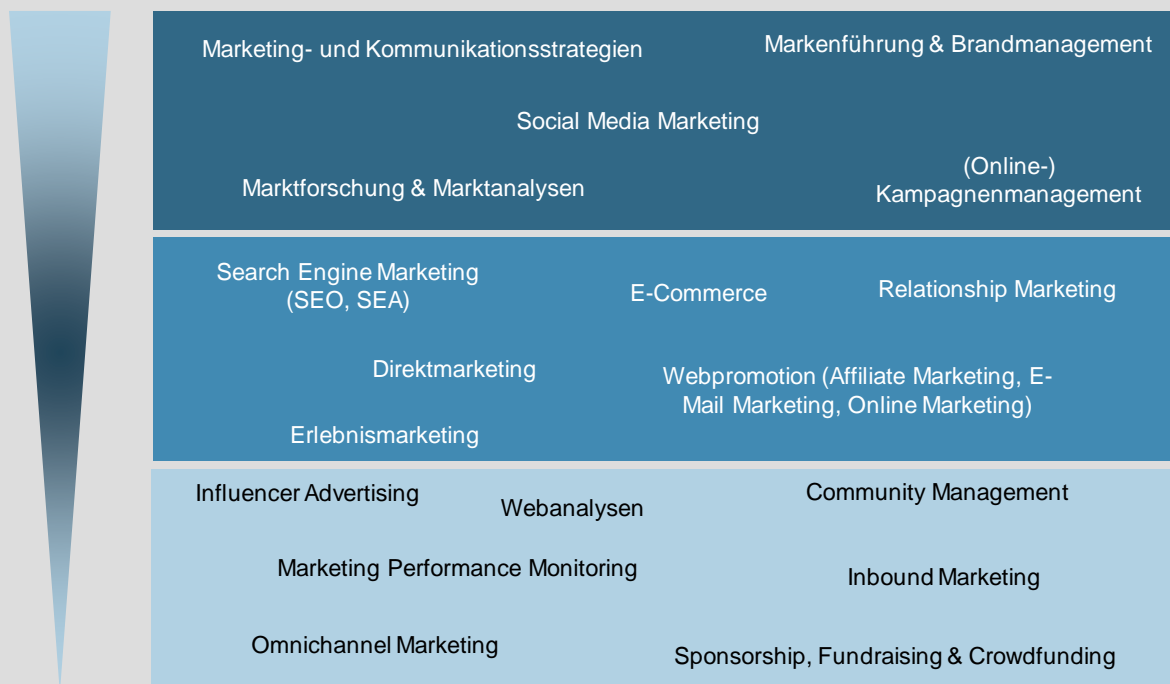 Marketing- und Kommunikationsstrategien
Markenführung & Brandmanagement
Social Media Marketing
Marktforschung & Marktanalysen
(Online-)
Kampagnenmanagement
Search Engine Marketing
(SEO, SEA)
E-Commerce
Relationship Marketing
Direktmarketing
Webpromotion (Affiliate Marketing, E-
Mail Marketing, Online Marketing)
Erlebnismarketing
Influencer Advertising
Webanalysen
Community Management
Marketing Performance Monitoring
Inbound Marketing
Omnichannel Marketing
Sponsorship, Fundraising & Crowdfunding